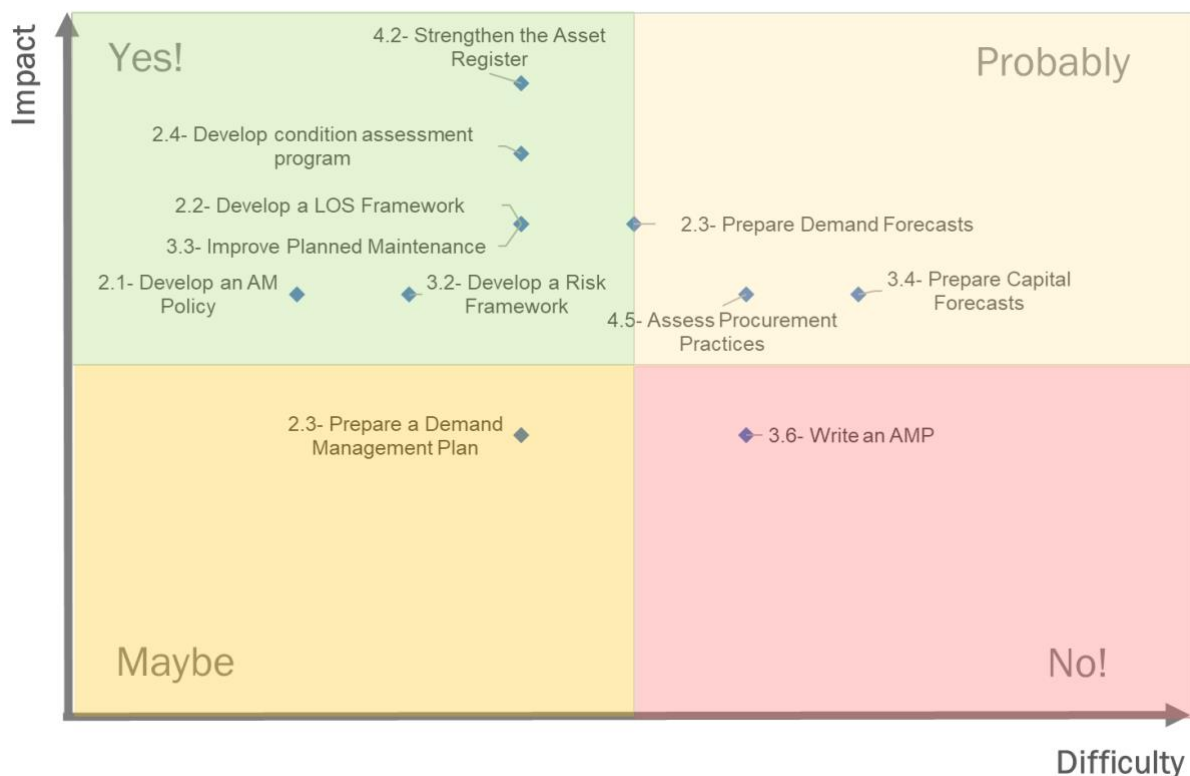 Impact
Yes!
Probably
4.2- Strengthen the Asset
Register
2.4- Develop condition assessment
program
2.2- Develop a LOS Framework
3.3- Improve Planned Maintenance
2.3- Prepare Demand Forecasts
2.1- Develop an AM
Policy
3.2- Develop a Risk
Framework
4.5- Assess Procurement
Practices
3.4- Prepare Capital
Forecasts
2.3- Prepare a Demand
Management Plan
3.6- Write an AMP
Maybe
No!
Difficulty